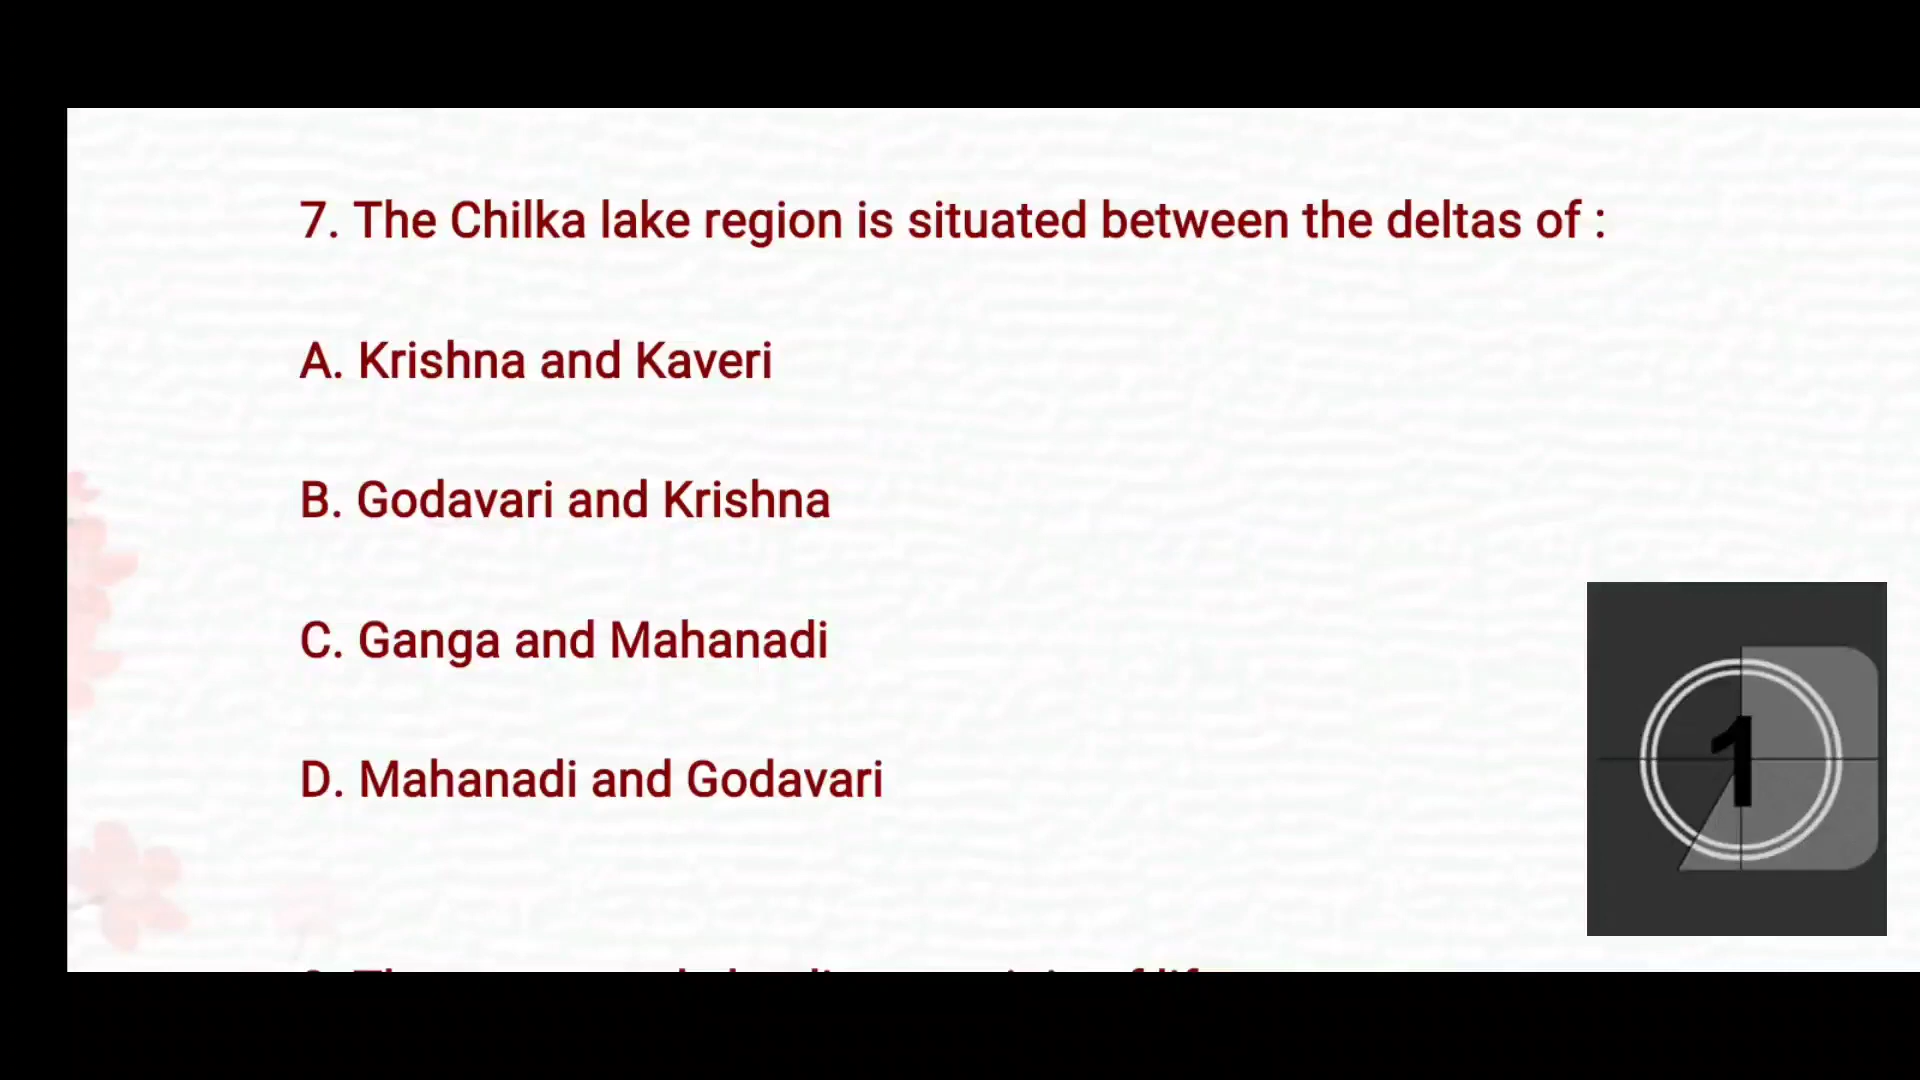 7. The Chilka lake region is situated between the deltas of :
A. Krishna and Kaveri
B. Godavari and Krishna
C. Ganga and Mahanadi
D. Mahanadi and Godavari
1